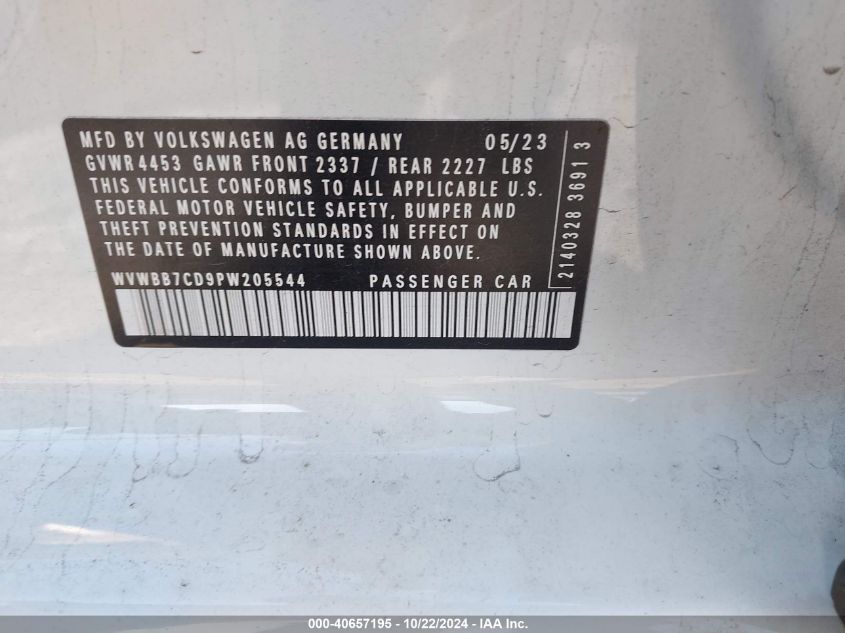 MFD BY VOLKSWAGEN AG GERMANY 05/23
GVWR 4453 GAWR FRONT 2337 / REAR 2227 LBS
THIS VEHICLE CONFORMS TO ALL APPLICABLE U.S.
FEDERAL MOTOR VEHICLE SAFETY, BUMPER AND
THEFT PREVENTION STANDARDS IN EFFECT ON
THE DATE OF MANUFACTURE SHOWN ABOVE.
WVWBB7CD9PW205544 PASSENGER CAR
2140328 3691 3
000-40657195 - 10/22/2024 - IAA Inc.